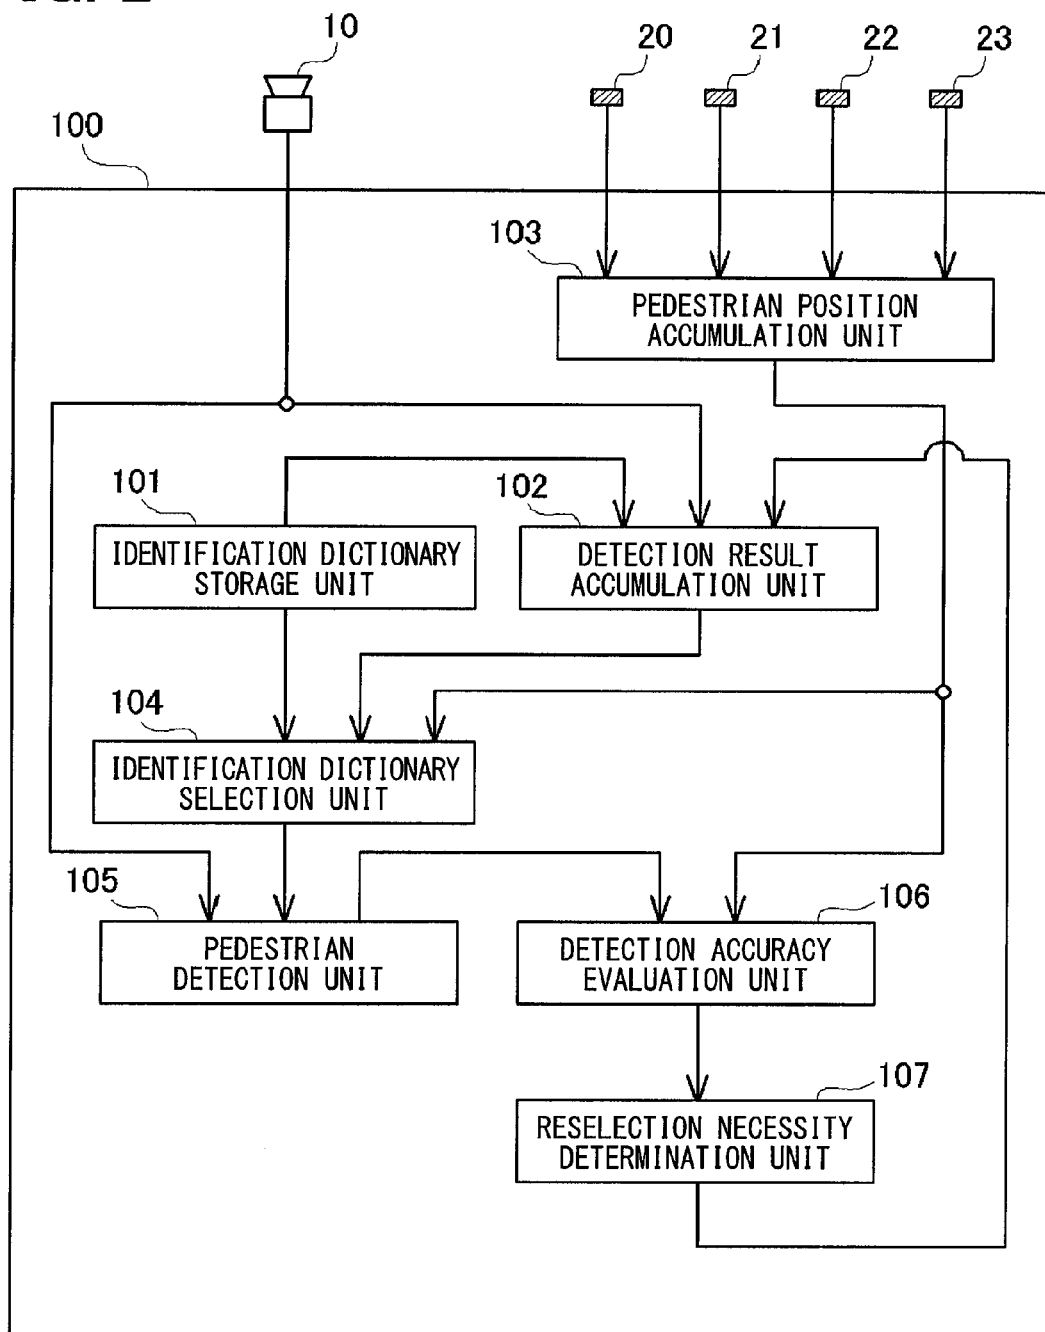 10
20
21
22
23
100
103
PEDESTRIAN POSITION
ACCUMULATION UNIT
101
102
IDENTIFICATION DICTIONARY
STORAGE UNIT
DETECTION RESULT
ACCUMULATION UNIT
104
IDENTIFICATION DICTIONARY
SELECTION UNIT
105
106
PEDESTRIAN
DETECTION UNIT
DETECTION ACCURACY
EVALUATION UNIT
107
RESELECTION NECESSITY
DETERMINATION UNIT